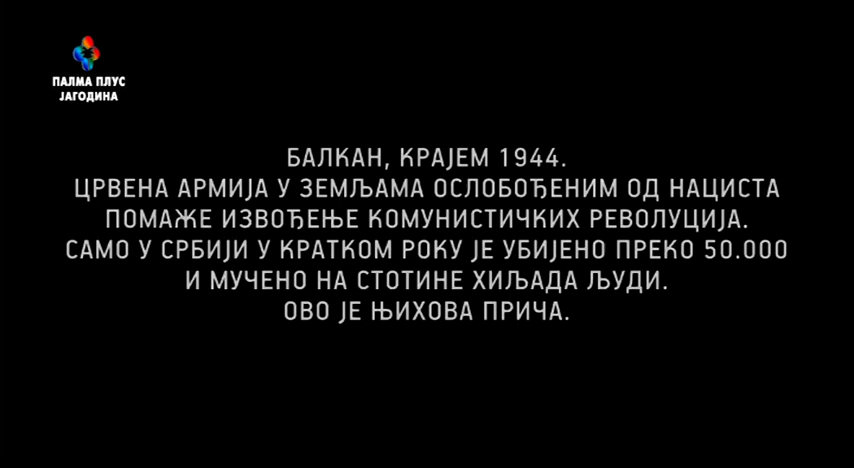 ПАЛМА ПЛУС
ЈАГОДИНА
БАЛКАН, КРАЈЕМ 1944.
ЦРВЕНА АРМИЈА У ЗЕМЉАМА ОСЛОБОЂЕНИМ ОД НАЦИСТА
ПОМАЖЕ ИЗВОЂЕЊЕ КОМУНИСТИЧКИХ РЕВОЛУЦИЈА.
САМО У СРБИЈИ У КРАТКОМ РОКУ ЈЕ УБИЈЕНО ПРЕКО 50.000
И МУЧЕНО НА СТОТИНЕ ХИЉАДА ЉУДИ.
ОВО ЈЕ ЊИХОВА ПРИЧА.